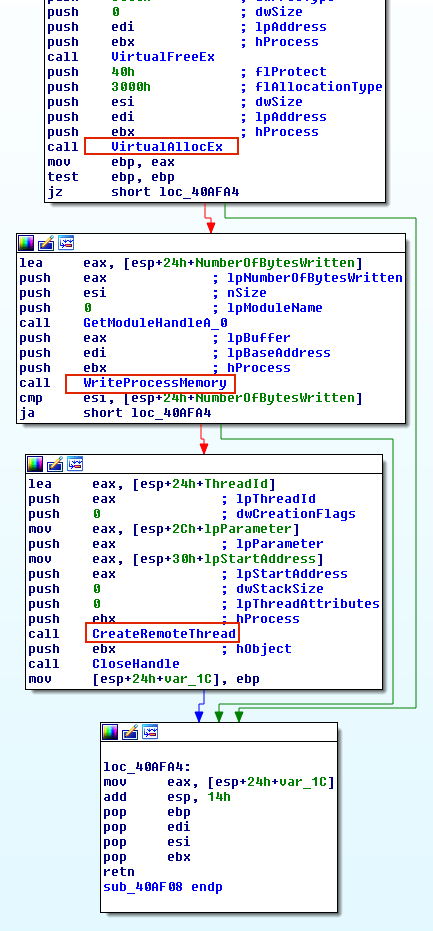 push 0 ; dwSize
push edi ; lpAddress
push ebx ; hProcess
call VirtualFreeEx
push 40h ; flProtect
push 3000h ; flAllocationType
push esi ; dwSize
push edi ; lpAddress
push ebx ; hProcess
call VirtualAllocEx
mov ebp, eax
test ebp, ebp
jz short loc_40AFA4
lea eax, [esp+24h+NumberOfBytesWritten]
push eax ; lpNumberOfBytesWritten
push esi ; nSize
push 0 ; lpModuleName
call GetModuleHandleA_0
push eax ; lpBuffer
push edi ; lpBaseAddress
push ebx ; hProcess
call WriteProcessMemory
cmp esi, [esp+24h+NumberOfBytesWritten]
ja short loc_40AFA4
lea eax, [esp+24h+ThreadId]
push eax ; lpThreadId
push 0 ; dwCreationFlags
mov eax, [esp+2Ch+lpParameter]
push eax ; lpParameter
mov eax, [esp+30h+lpStartAddress]
push eax ; lpStartAddress
push 0 ; dwStackSize
push 0 ; lpThreadAttributes
push ebx ; hProcess
call CreateRemoteThread
push ebx ; hObject
call CloseHandle
mov [esp+24h+var_1C], ebp
loc_40AFA4:
mov eax, [esp+24h+var_1C]
add esp, 14h
pop ebp
pop edi
pop esi
pop ebx
retn
sub_40AF08 endp